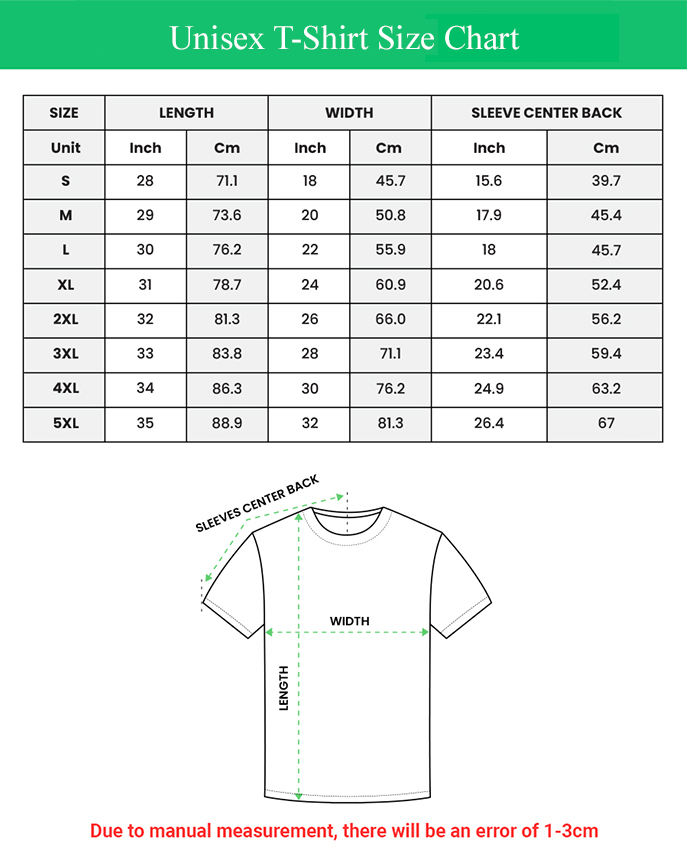 Unisex T-Shirt Size Chart
SIZE LENGTH WIDTH SLEEVE CENTER BACK
Unit Inch Cm Inch Cm Inch Cm
S 28 71.1 18 45.7 15.6 39.7
M 29 73.6 20 50.8 17.9 45.4
L 30 76.2 22 55.9 18 45.7
XL 31 78.7 24 60.9 20.6 52.4
2XL 32 81.3 26 66.0 22.1 56.2
3XL 33 83.8 28 71.1 23.4 59.4
4XL 34 86.3 30 76.2 24.9 63.2
5XL 35 88.9 32 81.3 26.4 67
SLEEVES CENTER BACK
WIDTH
LENGTH
Due to manual measurement, there will be an error of 1-3cm